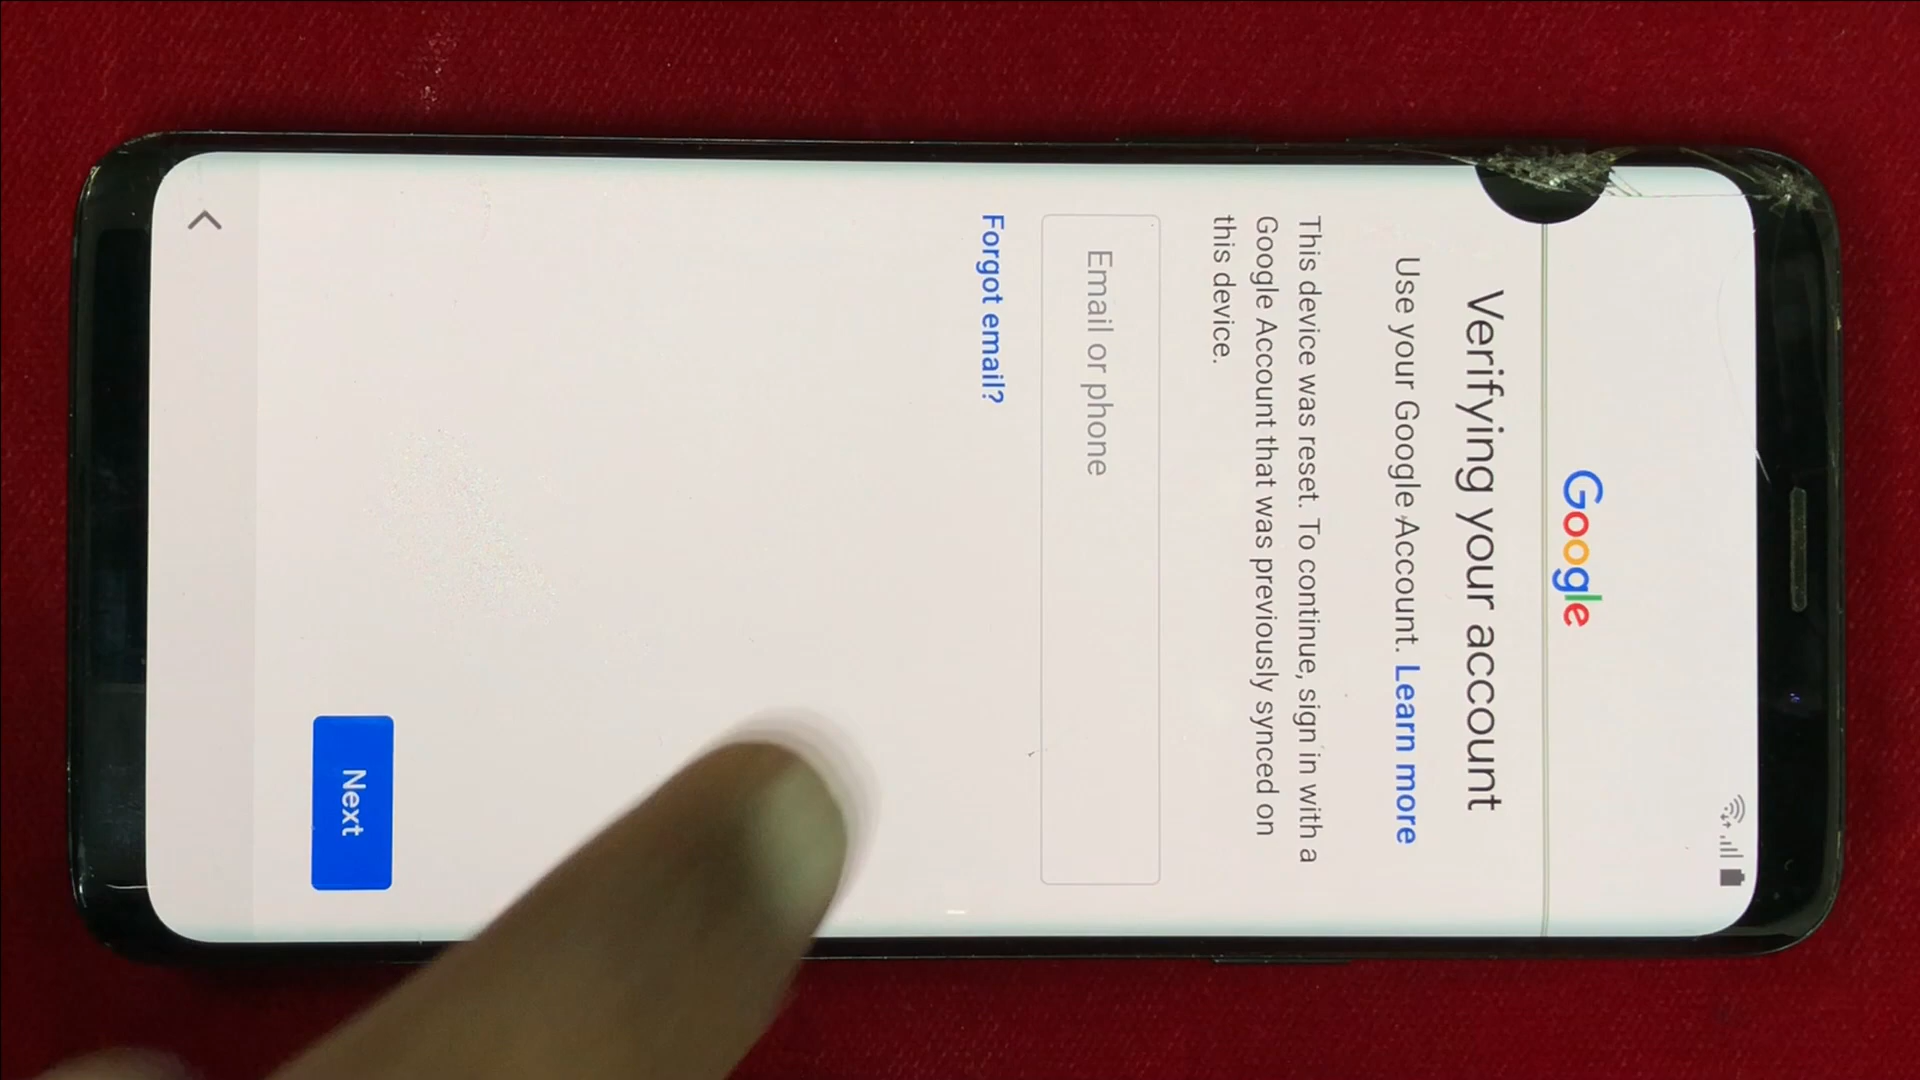 Google
Verifying your account
Use your Google Account. Learn more
This device was reset. To continue, sign in with a
Google Account that was previously synced on
this device.
Email or phone
Forgot email?
Next